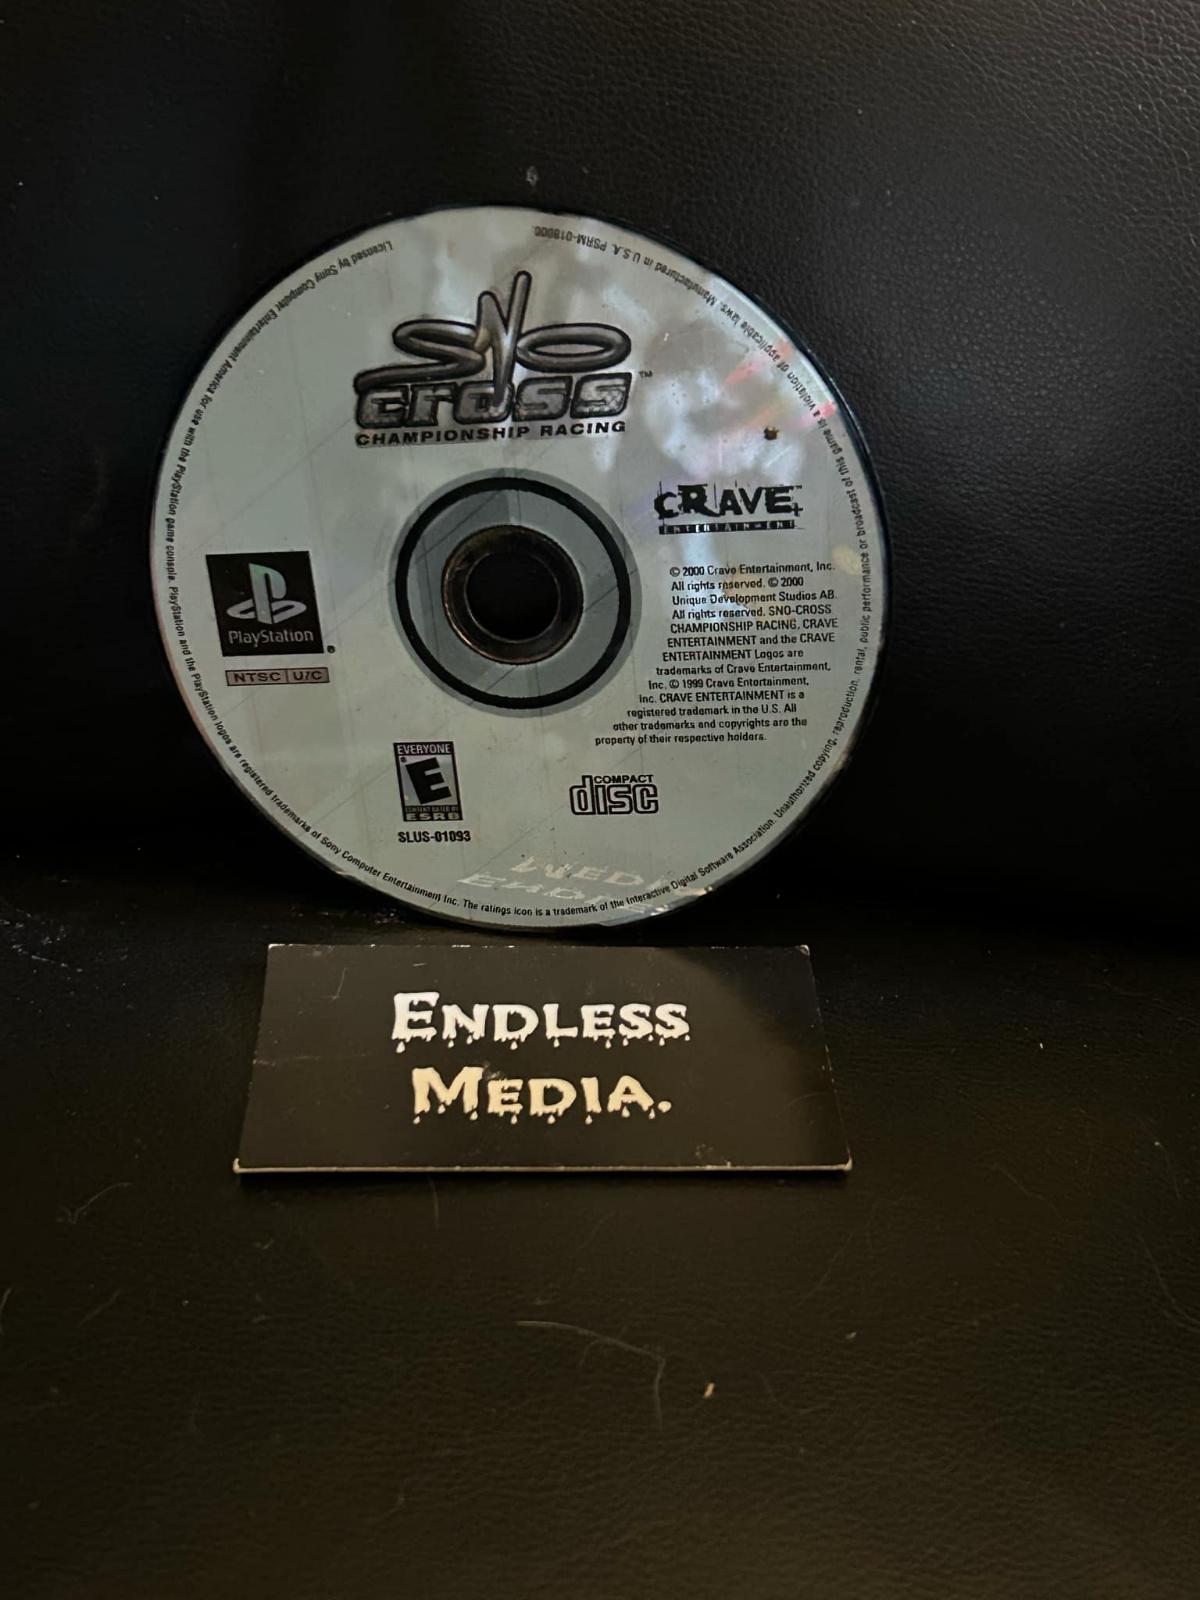 SNO
cross™
CHAMPIONSHIP RACING
CRAVE™
ENTERTAINMENT
PlayStation®
NTSC U/C
© 2000 Crave Entertainment, Inc.
All rights reserved. © 2000
Unique Development Studios AB.
All rights reserved. SNO-CROSS
CHAMPIONSHIP RACING, CRAVE
ENTERTAINMENT and the CRAVE
ENTERTAINMENT Logos are
trademarks of Crave Entertainment,
Inc. © 1999 Crave Entertainment,
Inc. CRAVE ENTERTAINMENT is a
registered trademark in the U.S. All
other trademarks and copyrights are the
property of their respective holders.
EVERYONE
E
CONTENT RATED BY
ESRB
SLUS-01093
COMPACT
disc
Licensed by Sony Computer Entertainment America for use with the PlayStation game console. PlayStation and the PlayStation logos are registered trademarks of Sony Computer Entertainment Inc. The ratings icon is a trademark of the Interactive Digital Software Association. Unauthorized copying, reproduction, rental, public performance or broadcast of this game is a violation of applicable laws. Manufactured in U.S.A. PSRM-018000.
ENDLESS
MEDIA.